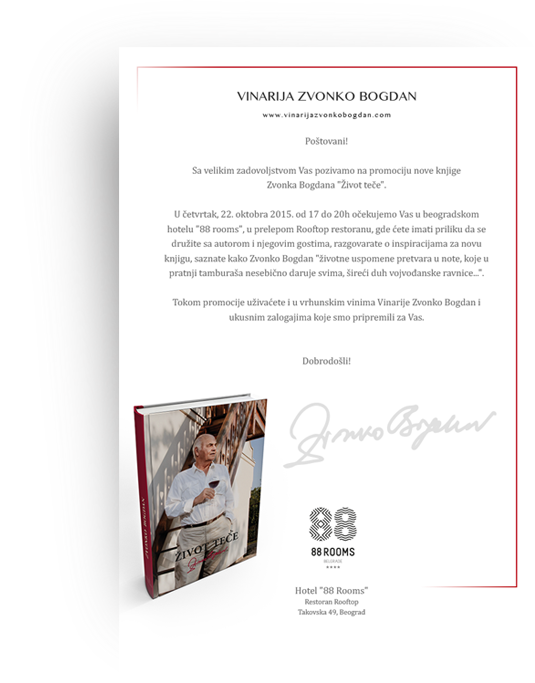 VINARIJA ZVONKO BOGDAN
www.vinarijazvonkobogdan.com
Poštovani!
Sa velikim zadovoljstvom Vas pozivamo na promociju nove knjige
Zvonka Bogdana "Život teče".
U četvrtak, 22. oktobra 2015. od 17 do 20h očekujemo Vas u beogradskom
hotelu "88 rooms", u prelepom Rooftop restoranu, gde ćete imati priliku da se
družite sa autorom i njegovim gostima, razgovarate o inspiracijama za novu
knjigu, saznate kako Zvonko Bogdan "životne uspomene pretvara u note, koje u
pratnji tamburaša nesebično daruje svima, šireći duh vojvođanske ravnice...".
Tokom promocije uživaćete i u vrhunskim vinima Vinarije Zvonko Bogdan i
ukusnim zalogajima koje smo pripremili za Vas.
Dobrodošli!
Zvonko Bogdan
ŽIVOT TEČE
88
88 ROOMS
BELGRADE
Hotel "88 Rooms"
Restoran Rooftop
Takovska 49, Beograd